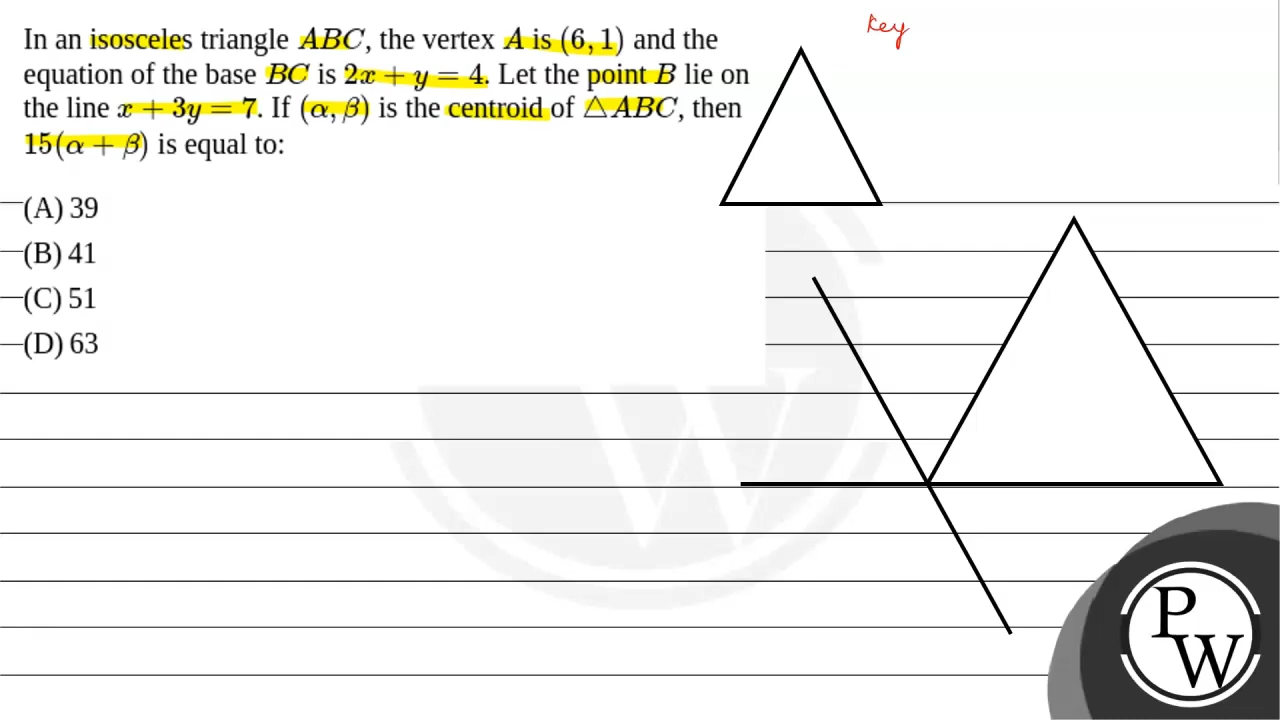 In an isosceles triangle ABC, the vertex A is (6, 1) and the
equation of the base BC is 2x + y = 4. Let the point B lie on
the line x + 3y = 7. If (α, β) is the centroid of △ABC, then
15(α + β) is equal to:
(A) 39
(B) 41
(C) 51
(D) 63
Key
PW